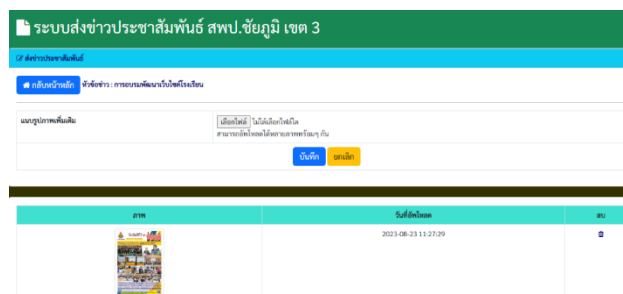 ระบบส่งข่าวประชาสัมพันธ์ สพป.ชัยภูมิ เขต 3
ส่งข่าวประชาสัมพันธ์
กลับหน้าหลัก หัวข้อข่าว : การอบรมพัฒนาเว็บไซต์โรงเรียน
แนบรูปภาพเพิ่มเติม
เลือกไฟล์ ไม่ได้เลือกไฟล์ใด
สามารถอัพโหลดได้หลายภาพพร้อมๆ กัน
บันทึก ยกเลิก
ภาพ วันที่อัพโหลด ลบ
2023-08-23 11:27:29